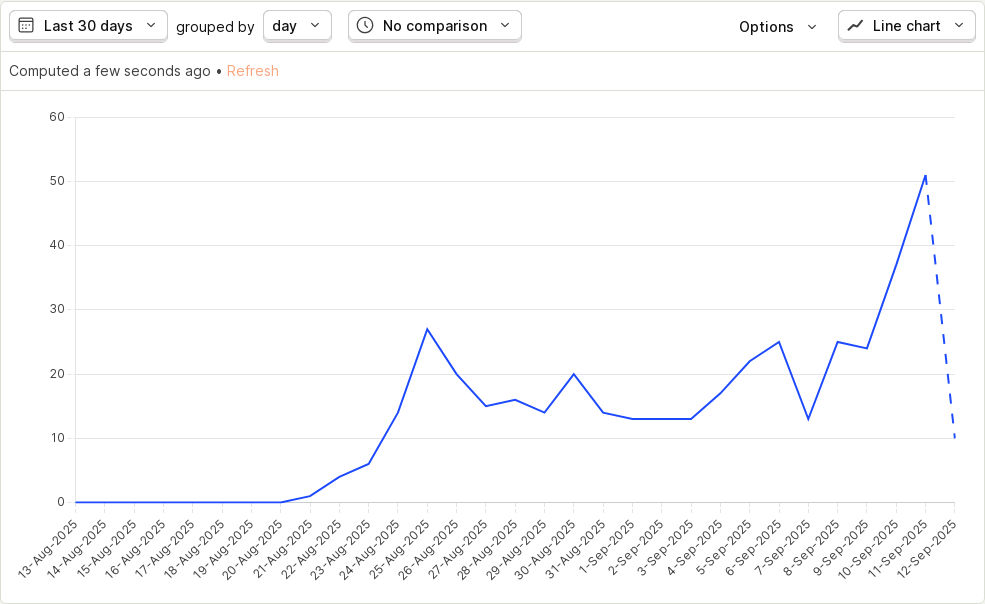 Last 30 days grouped by day No comparison Options Line chart
Computed a few seconds ago • Refresh
60
50
40
30
20
10
0
13-Aug-2025
14-Aug-2025
15-Aug-2025
16-Aug-2025
17-Aug-2025
18-Aug-2025
19-Aug-2025
20-Aug-2025
21-Aug-2025
22-Aug-2025
23-Aug-2025
24-Aug-2025
25-Aug-2025
26-Aug-2025
27-Aug-2025
28-Aug-2025
29-Aug-2025
30-Aug-2025
31-Aug-2025
1-Sep-2025
2-Sep-2025
3-Sep-2025
4-Sep-2025
5-Sep-2025
6-Sep-2025
7-Sep-2025
8-Sep-2025
9-Sep-2025
10-Sep-2025
11-Sep-2025
12-Sep-2025